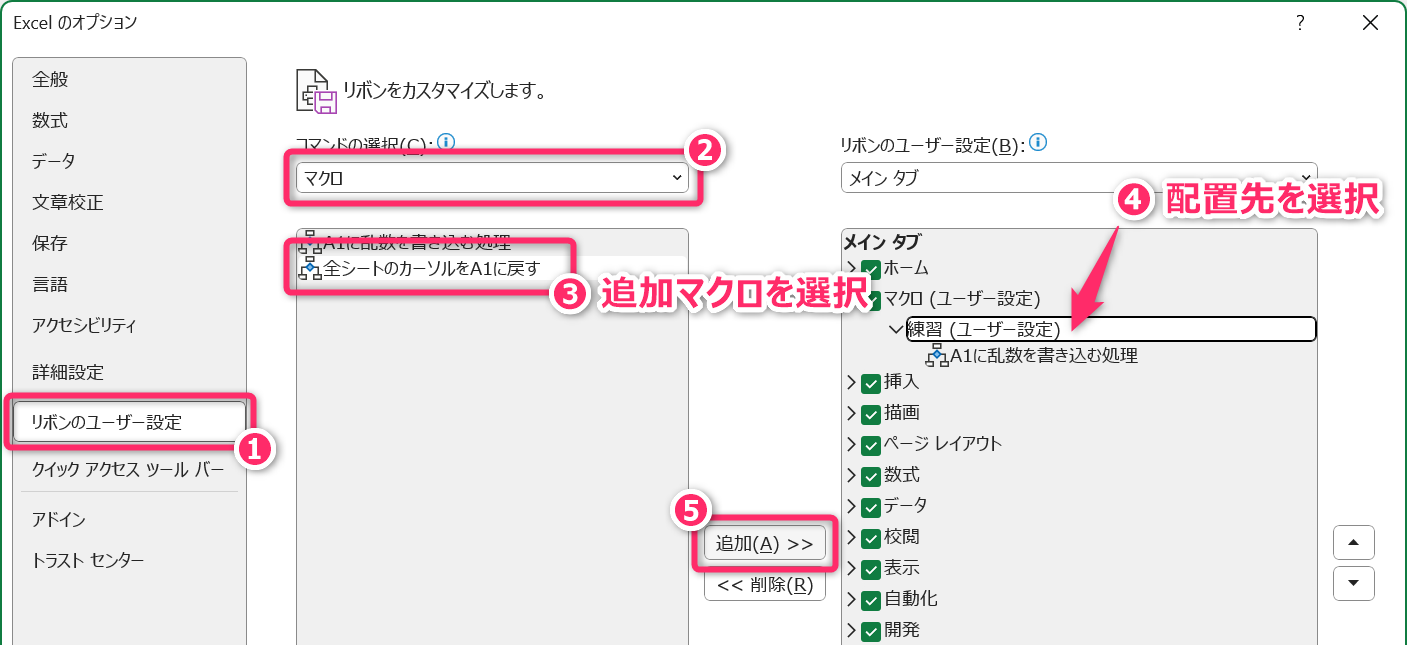 Excel のオプション
?
全般
数式
データ
文章校正
保存
言語
アクセシビリティ
詳細設定
リボンのユーザー設定
1
クイック アクセス ツール バー
アドイン
トラスト センター
リボンをカスタマイズします。
コマンドの選択(C):
2
マクロ
A1に乱数を書き込む処理
全シートのカーソルをA1に戻す
3 追加マクロを選択
5
追加(A) >>
<< 削除(R)
リボンのユーザー設定(B):
メイン タブ
4 配置先を選択
メイン タブ
ホーム
マクロ (ユーザー設定)
練習 (ユーザー設定)
A1に乱数を書き込む処理
挿入
描画
ページ レイアウト
数式
データ
校閲
表示
自動化
開発